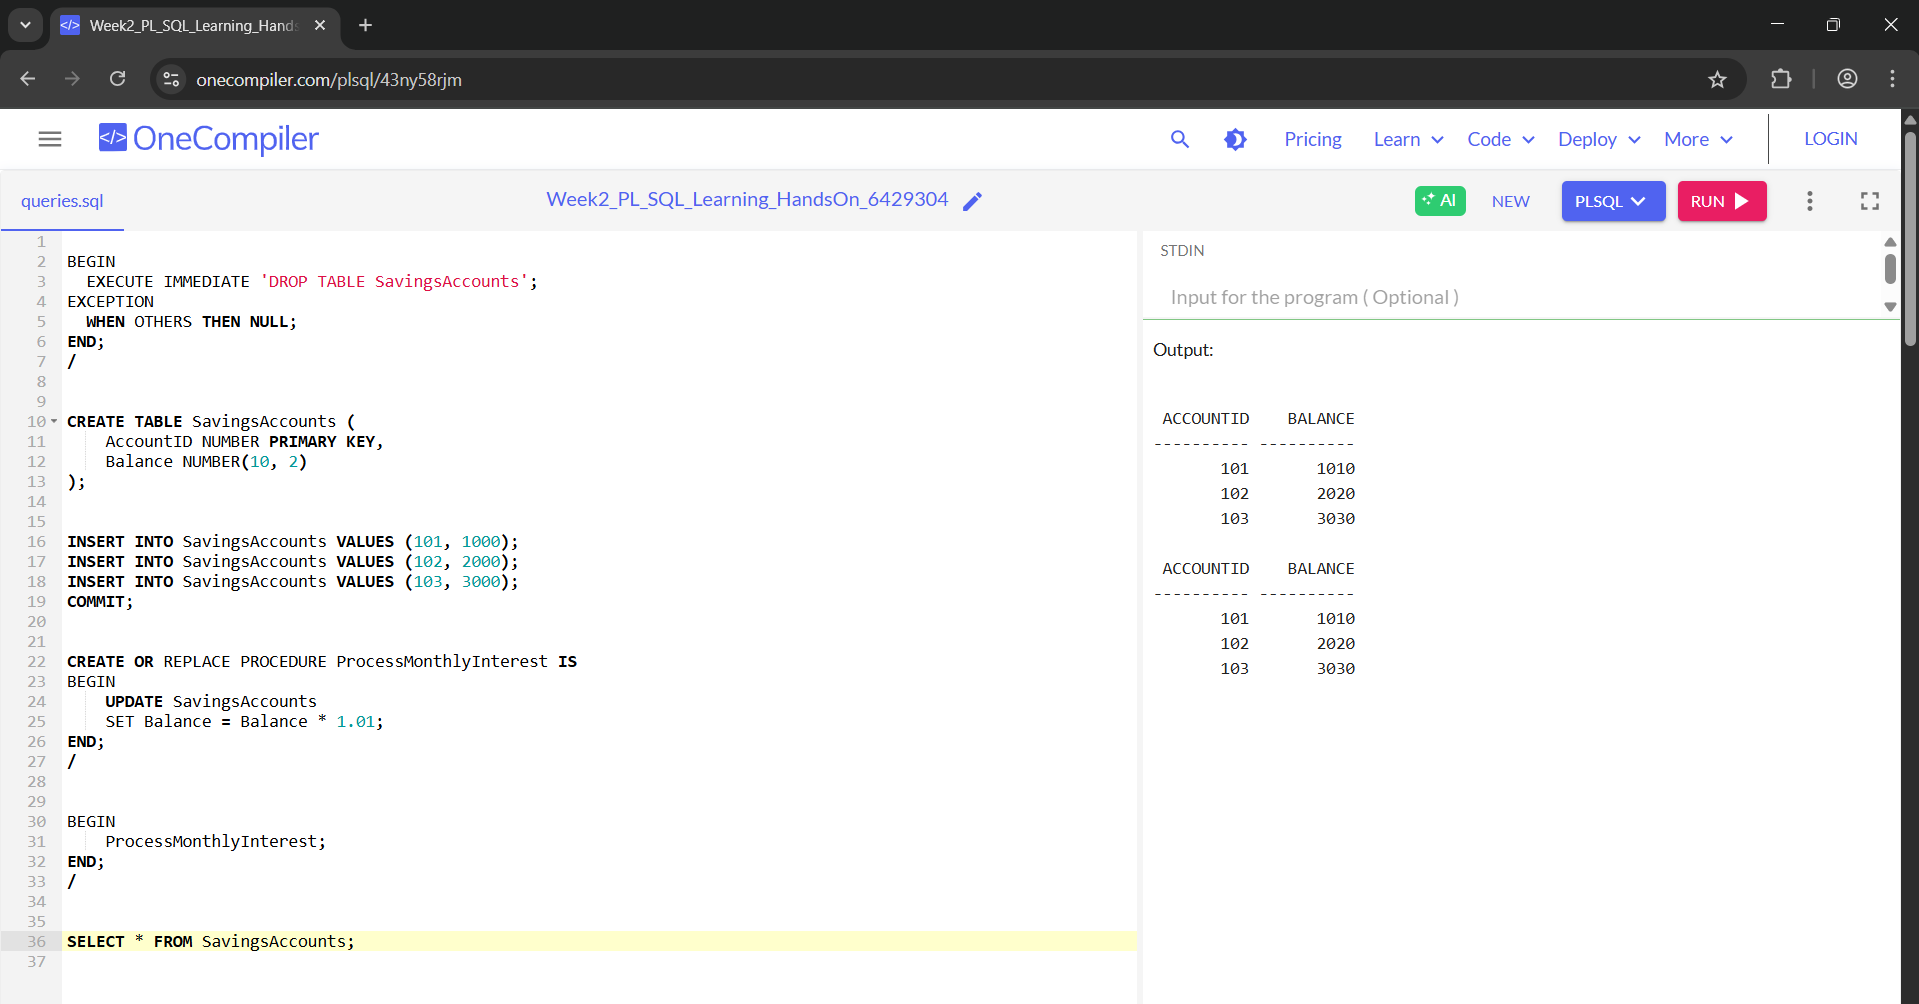 Week2_PL_SQL_Learning_Hands
onecompiler.com/plsql/43ny58rjm
</> OneCompiler
Pricing Learn Code Deploy More LOGIN
queries.sql
Week2_PL_SQL_Learning_HandsOn_6429304
AI NEW PLSQL RUN
1
2 BEGIN
3   EXECUTE IMMEDIATE 'DROP TABLE SavingsAccounts';
4 EXCEPTION
5   WHEN OTHERS THEN NULL;
6 END;
7 /
8
9
10 CREATE TABLE SavingsAccounts (
11     AccountID NUMBER PRIMARY KEY,
12     Balance NUMBER(10, 2)
13 );
14
15
16 INSERT INTO SavingsAccounts VALUES (101, 1000);
17 INSERT INTO SavingsAccounts VALUES (102, 2000);
18 INSERT INTO SavingsAccounts VALUES (103, 3000);
19 COMMIT;
20
21
22 CREATE OR REPLACE PROCEDURE ProcessMonthlyInterest IS
23 BEGIN
24     UPDATE SavingsAccounts
25     SET Balance = Balance * 1.01;
26 END;
27 /
28
29
30 BEGIN
31     ProcessMonthlyInterest;
32 END;
33 /
34
35
36 SELECT * FROM SavingsAccounts;
37
STDIN
Input for the program ( Optional )
Output:
 ACCOUNTID    BALANCE
---------- ----------
       101       1010
       102       2020
       103       3030
 ACCOUNTID    BALANCE
---------- ----------
       101       1010
       102       2020
       103       3030